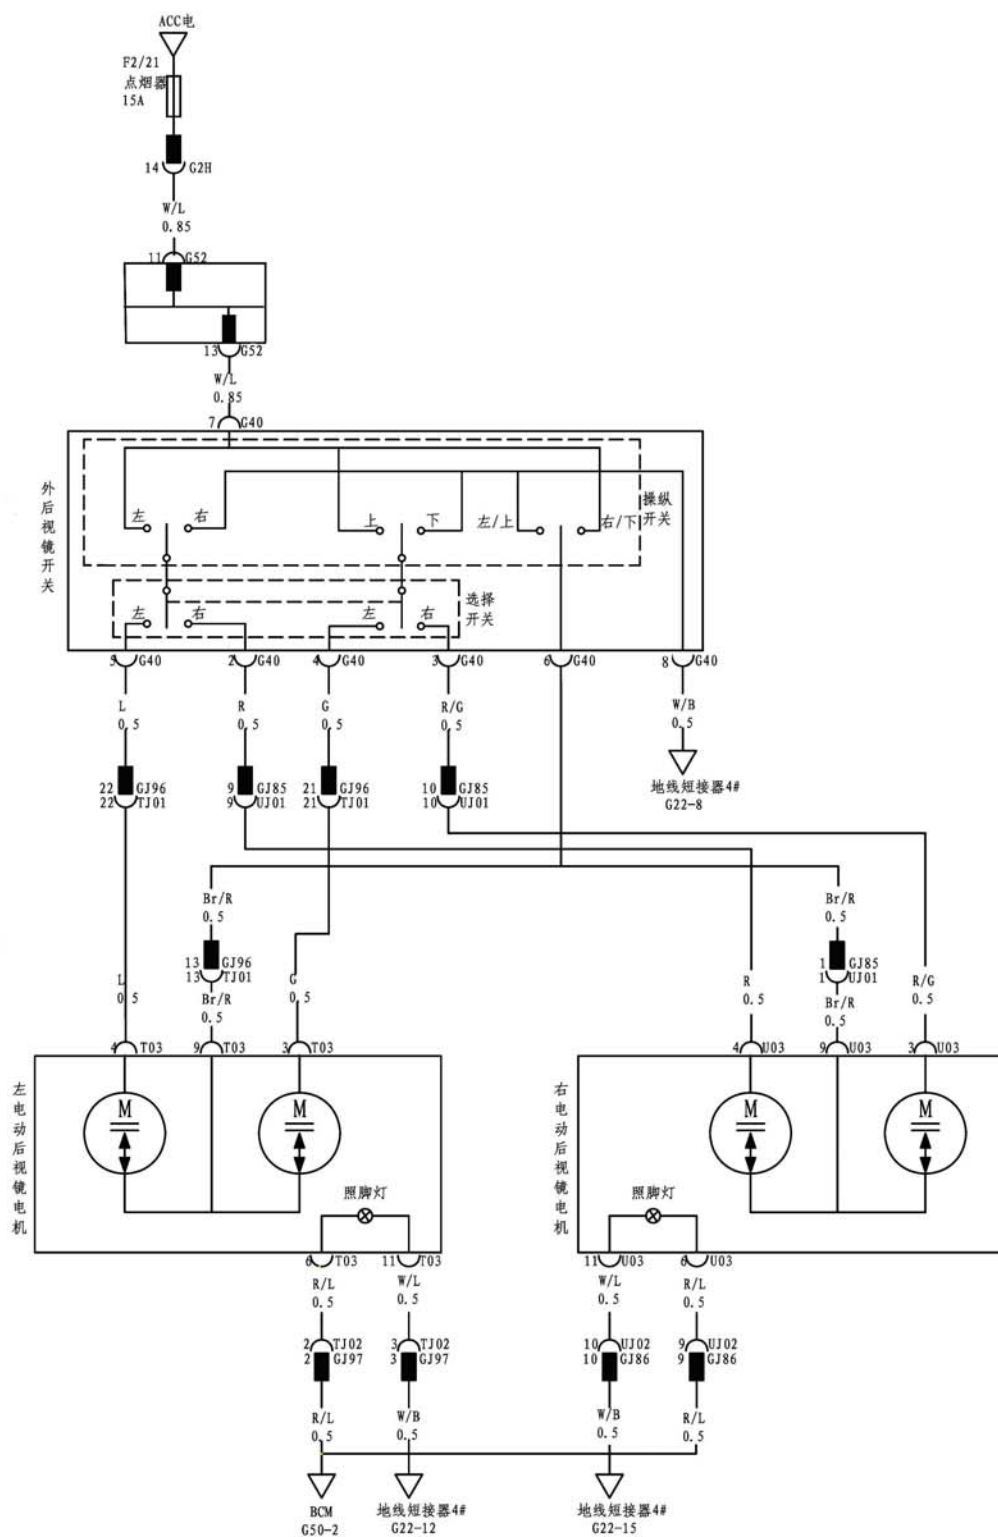 ACC电
F2/21
点烟器
15A
14 G2H
W/L
0.85
11 G52
13 G52
W/L
0.85
7 G40
外后视镜开关
操纵
开关
左 右 上 下 左/上 右/下
选择
开关
左 右 左 右
5 G40 2 G40 4 G40 3 G40 6 G40 8 G40
L R G R/G W/B
0.5 0.5 0.5 0.5 0.5
22 GJ96 9 GJ85 21 GJ96 10 GJ85
22 TJ01 9 UJ01 21 TJ01 10 UJ01
地线短接器4#
G22-8
Br/R Br/R
0.5 0.5
13 GJ96 1 GJ85
13 TJ01 1 UJ01
L Br/R G R Br/R R/G
0.5 0.5 0.5 0.5 0.5 0.5
4 T03 9 T03 3 T03 4 U03 9 U03 3 U03
左电动后视镜电机
M M
照脚灯
右电动后视镜电机
M M
照脚灯
6 T03 11 T03 11 U03 6 U03
R/L W/L W/L R/L
0.5 0.5 0.5 0.5
2 TJ02 3 TJ02 10 UJ02 9 UJ02
2 GJ97 3 GJ97 10 GJ86 9 GJ86
R/L W/B W/B R/L
0.5 0.5 0.5 0.5
BCM 地线短接器4# 地线短接器4#
G50-2 G22-12 G22-15